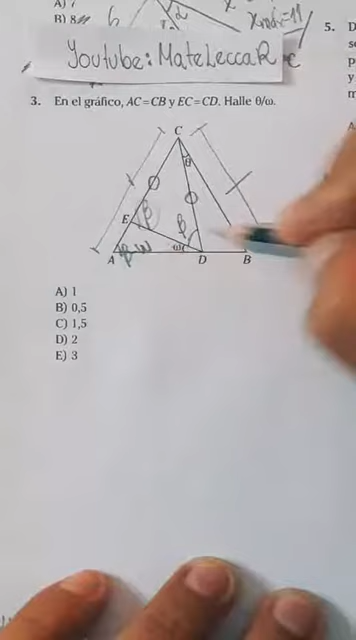 B) 8
5. D
Youtube: MateLeccaR
3. En el gráfico, AC=CB y EC=CD. Halle θ/ω.
C
θ
E β β
A β ω ω D B
A) 1
B) 0,5
C) 1,5
D) 2
E) 3